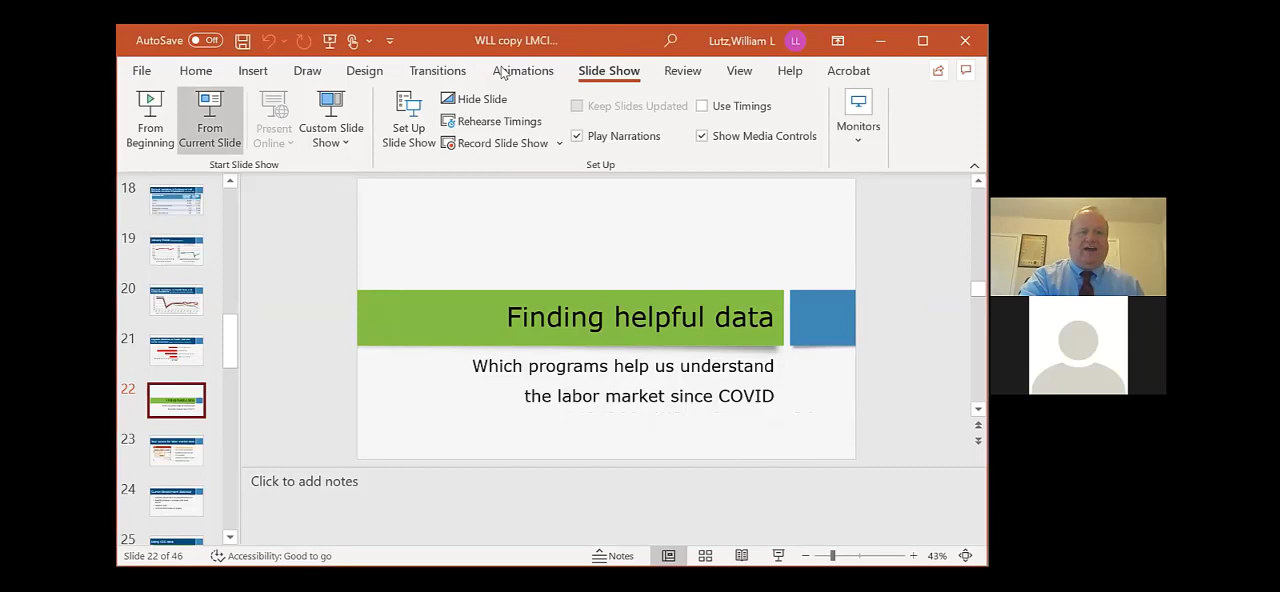 AutoSave Off WLL copy LMCI... Lutz,William L LL
File Home Insert Draw Design Transitions Animations Slide Show Review View Help Acrobat
From Beginning
From Current Slide
Present Online
Custom Slide Show
Start Slide Show
Set Up Slide Show
Hide Slide
Rehearse Timings
Record Slide Show
Keep Slides Updated
Play Narrations
Use Timings
Show Media Controls
Set Up
Monitors
18
19
20
21
22
23
24
25
Finding helpful data
Which programs help us understand
the labor market since COVID
Click to add notes
Slide 22 of 46 Accessibility: Good to go Notes 43%